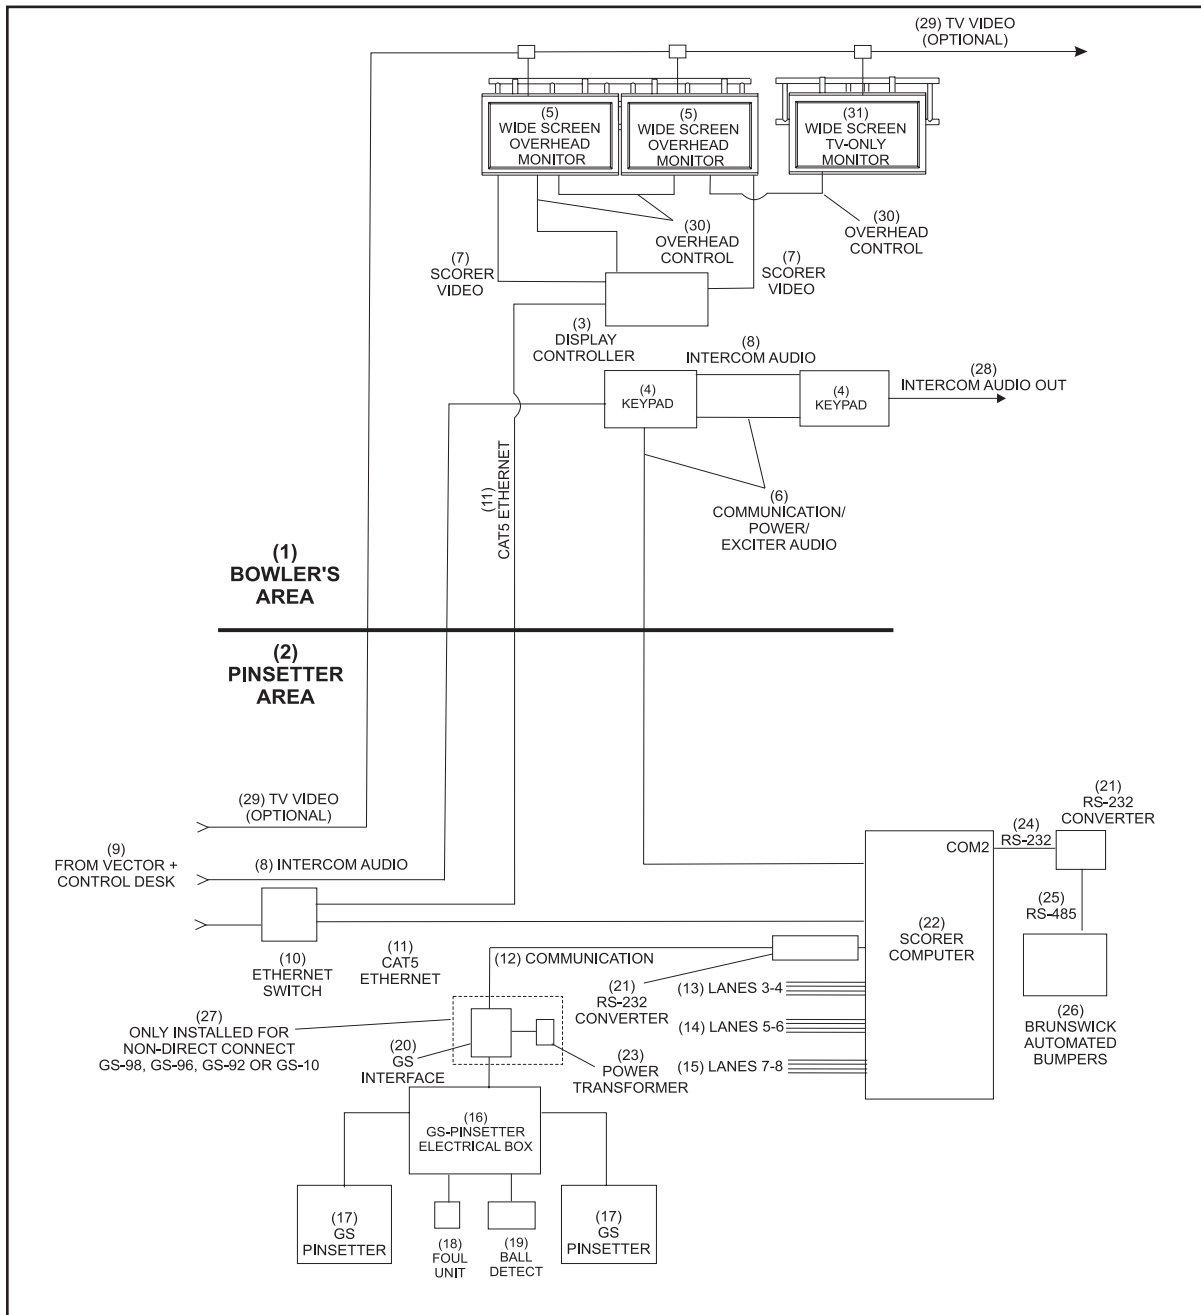 (29) TV VIDEO
(OPTIONAL)
(5)
WIDE SCREEN
OVERHEAD
MONITOR
(5)
WIDE SCREEN
OVERHEAD
MONITOR
(31)
WIDE SCREEN
TV-ONLY
MONITOR
(30)
OVERHEAD
CONTROL
(30)
OVERHEAD
CONTROL
(7)
SCORER
VIDEO
(7)
SCORER
VIDEO
(3)
DISPLAY
CONTROLLER
(8)
INTERCOM AUDIO
(4)
KEYPAD
(4)
KEYPAD
(28)
INTERCOM AUDIO OUT
(11)
CAT5 ETHERNET
(6)
COMMUNICATION/
POWER/
EXCITER AUDIO
(1)
BOWLER'S
AREA
(2)
PINSETTER
AREA
(29) TV VIDEO
(OPTIONAL)
(9)
FROM VECTOR +
CONTROL DESK
(8) INTERCOM AUDIO
(10)
ETHERNET
SWITCH
(11)
CAT5
ETHERNET
(12) COMMUNICATION
(21)
RS-232
CONVERTER
COM2
(24)
RS-232
(21)
RS-232
CONVERTER
(25)
RS-485
(22)
SCORER
COMPUTER
(26)
BRUNSWICK
AUTOMATED
BUMPERS
(13) LANES 3-4
(14) LANES 5-6
(15) LANES 7-8
(27)
ONLY INSTALLED FOR
NON-DIRECT CONNECT
GS-98, GS-96, GS-92 OR GS-10
(20)
GS
INTERFACE
(23)
POWER
TRANSFORMER
(16)
GS-PINSETTER
ELECTRICAL BOX
(17)
GS
PINSETTER
(18)
FOUL
UNIT
(19)
BALL
DETECT
(17)
GS
PINSETTER